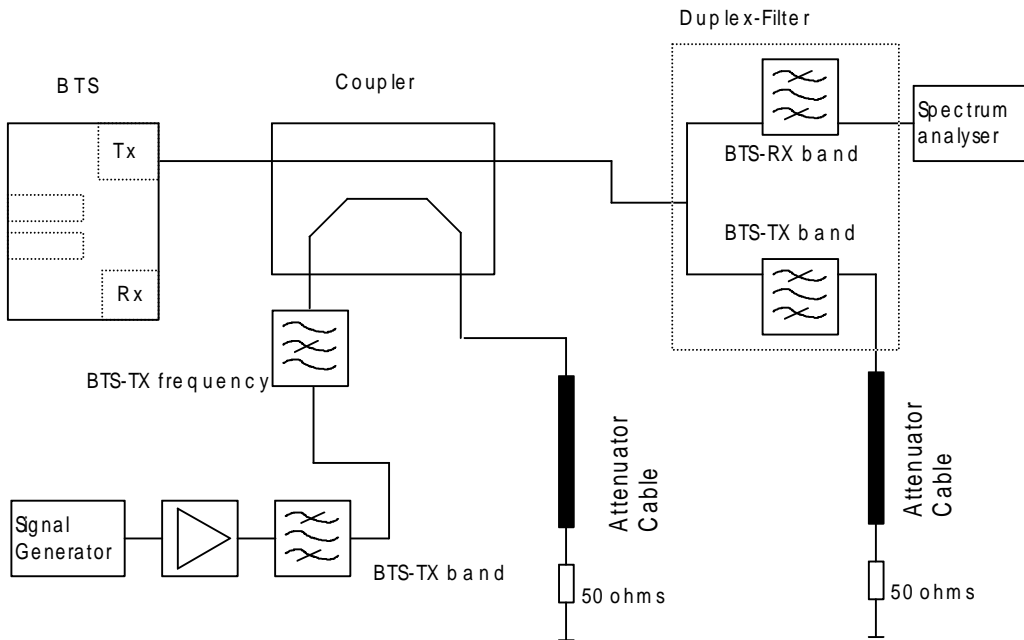 Duplex-Filter
BTS
Coupler
Tx
Spectrum
analyser
BTS-RX band
BTS-TX band
Rx
BTS-TX frequency
Attenuator
Cable
Attenuator
Cable
Signal
Generator
BTS-TX band
50 ohms
50 ohms